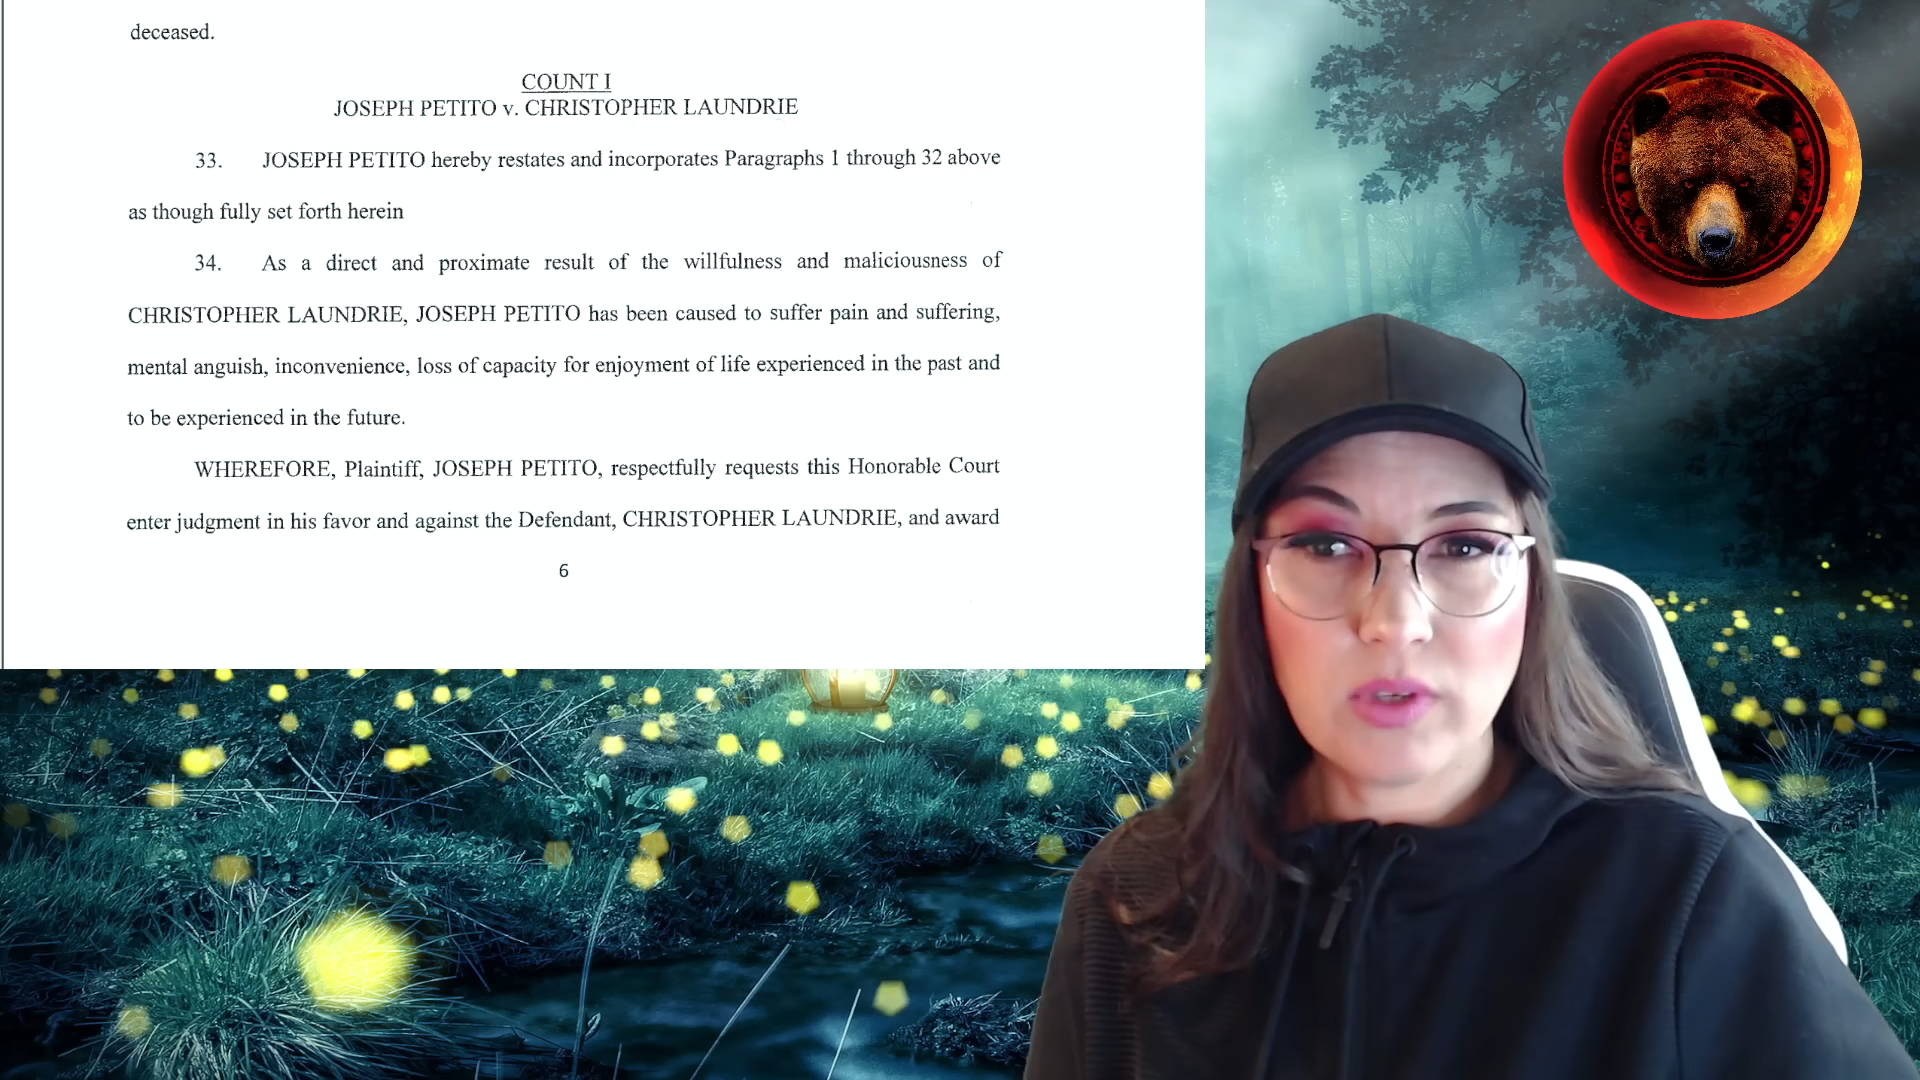 deceased.
COUNT I
JOSEPH PETITO v. CHRISTOPHER LAUNDRIE
33. JOSEPH PETITO hereby restates and incorporates Paragraphs 1 through 32 above
as though fully set forth herein
34. As a direct and proximate result of the willfulness and maliciousness of
CHRISTOPHER LAUNDRIE, JOSEPH PETITO has been caused to suffer pain and suffering,
mental anguish, inconvenience, loss of capacity for enjoyment of life experienced in the past and
to be experienced in the future.
WHEREFORE, Plaintiff, JOSEPH PETITO, respectfully requests this Honorable Court
enter judgment in his favor and against the Defendant, CHRISTOPHER LAUNDRIE, and award
6